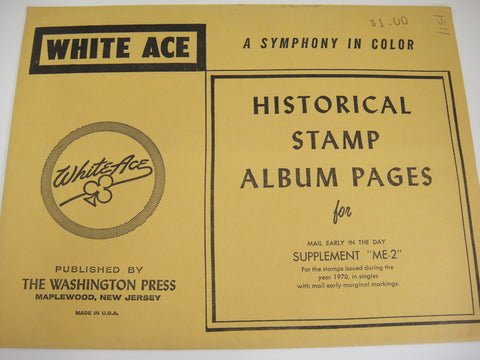 WHITE ACE
A SYMPHONY IN COLOR
$1.00
HISTORICAL
STAMP
ALBUM PAGES
for
MAIL EARLY IN THE DAY
SUPPLEMENT "ME-2"
For the stamps issued during the
year 1970, in singles
with mail early marginal markings.
White Ace
PUBLISHED BY
THE WASHINGTON PRESS
MAPLEWOOD, NEW JERSEY
MADE IN U.S.A.